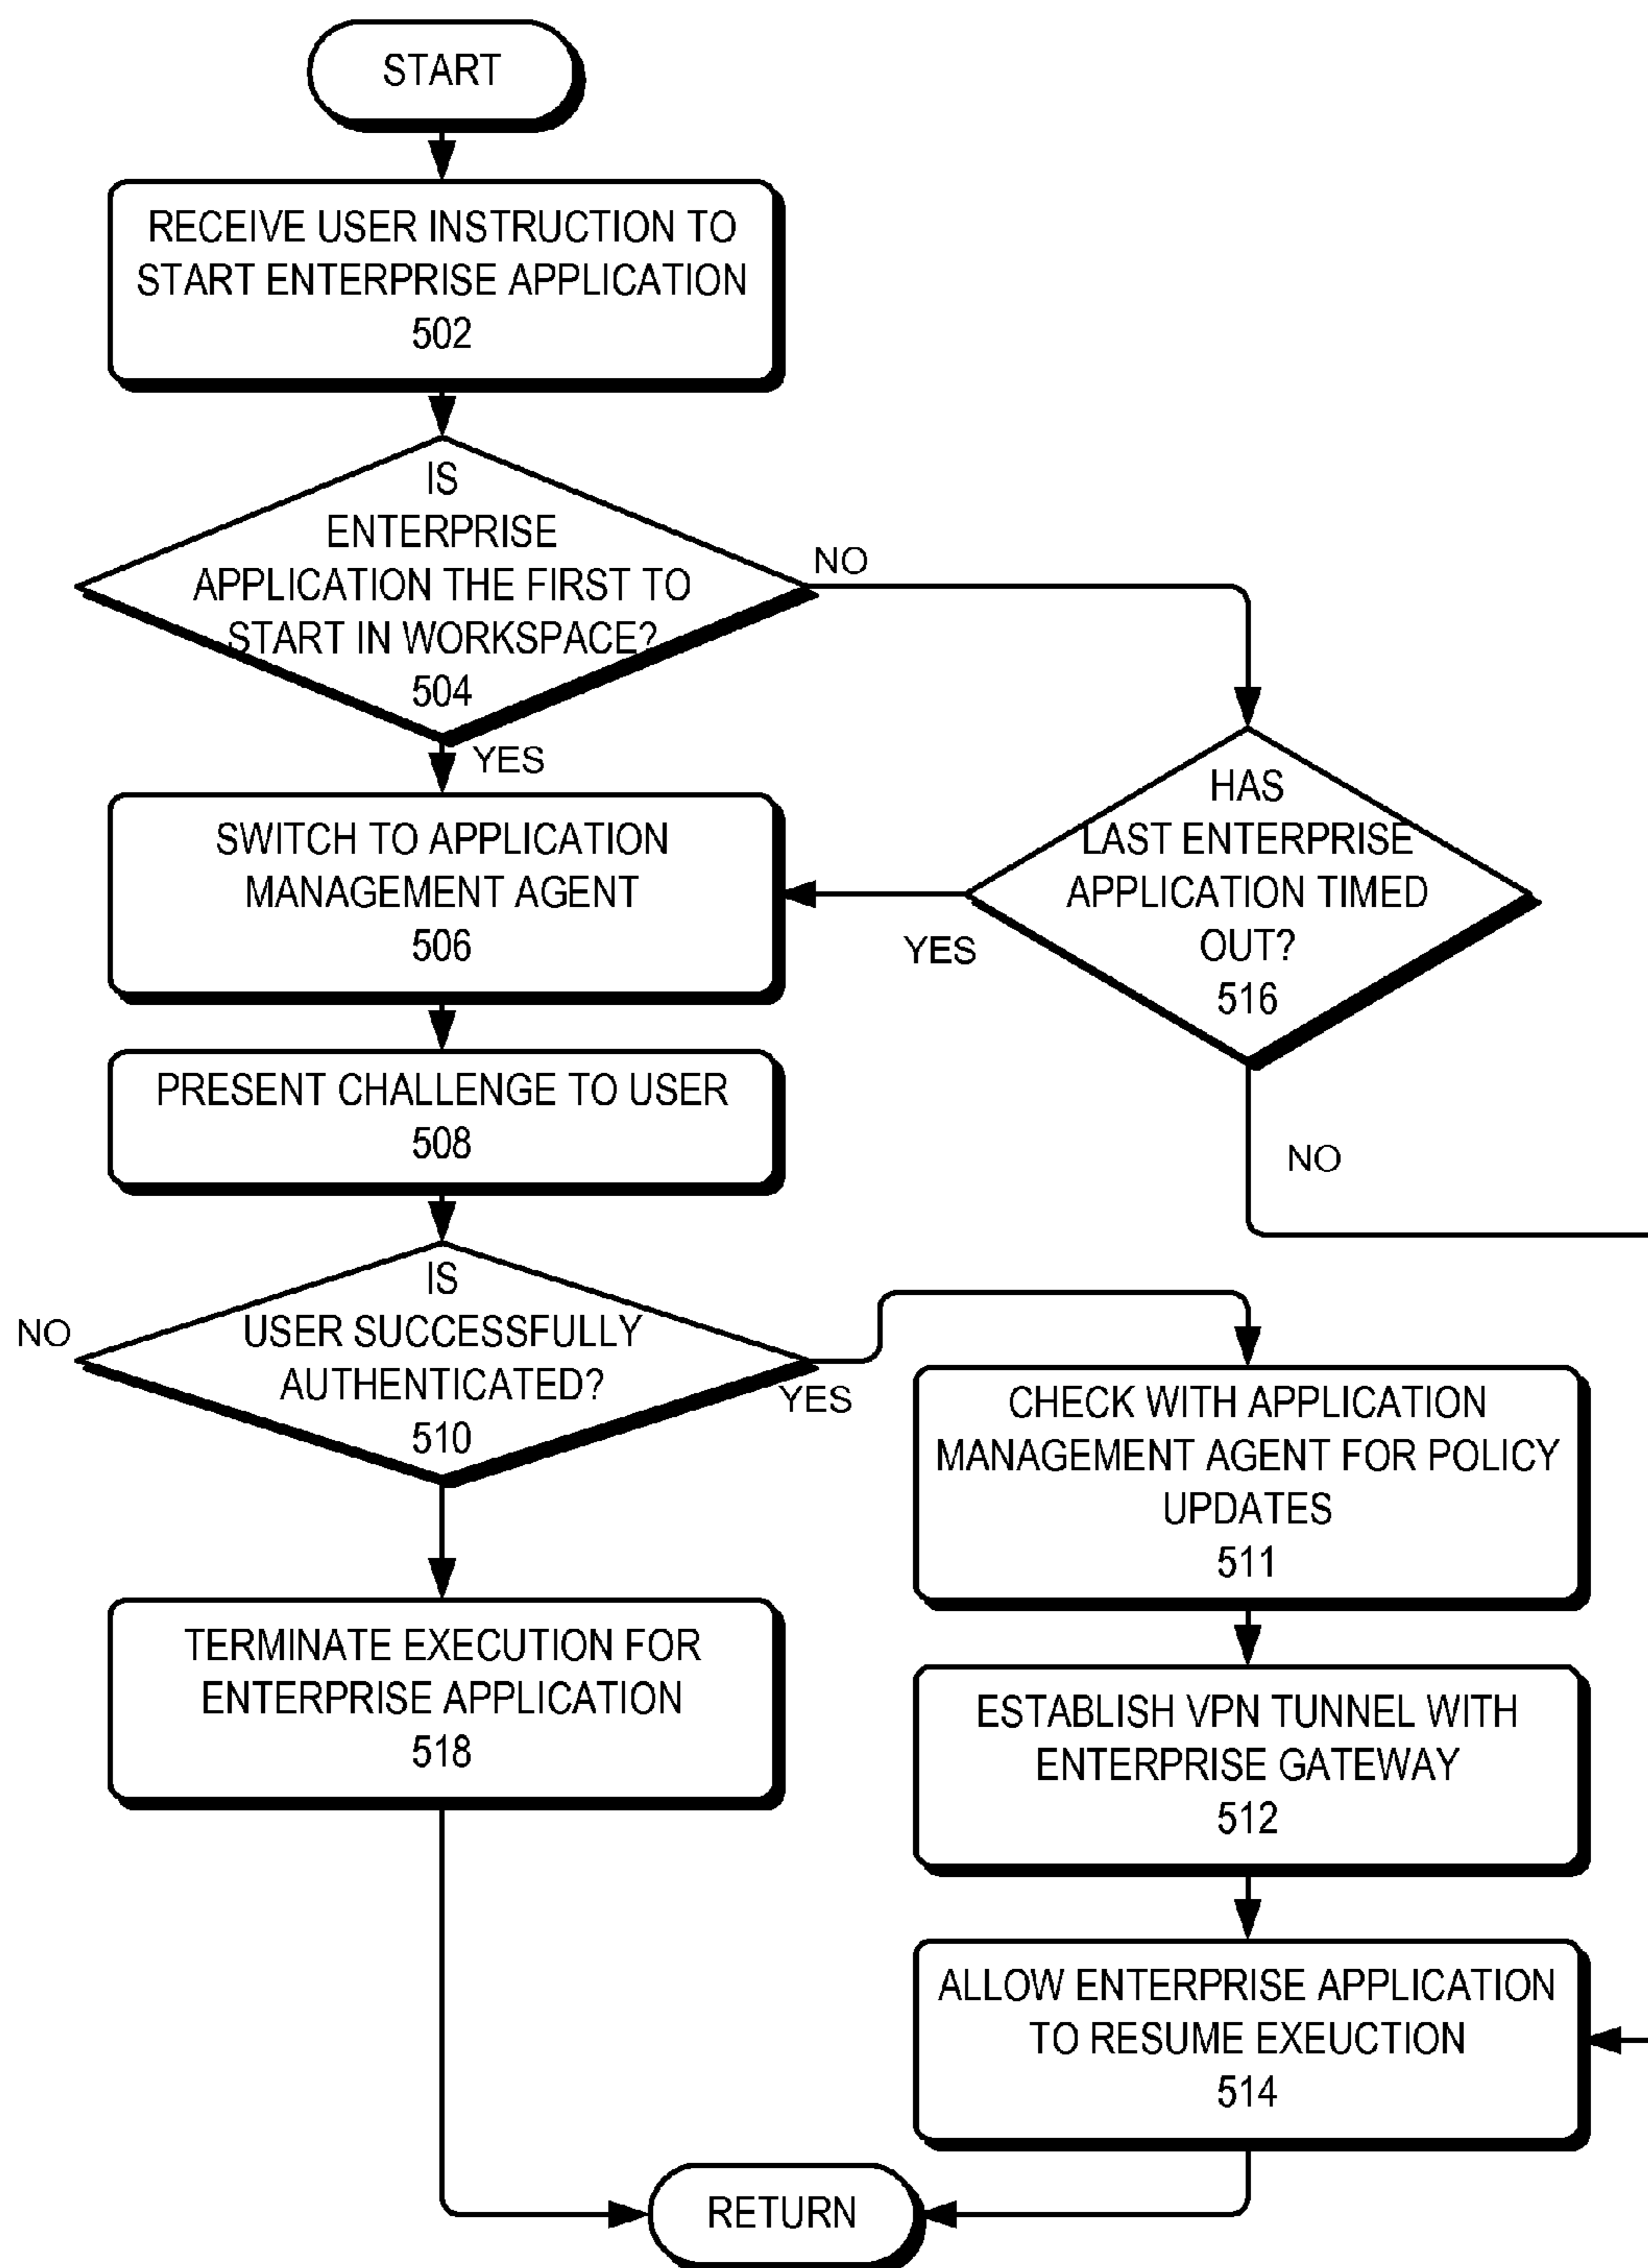 START
RECEIVE USER INSTRUCTION TO
START ENTERPRISE APPLICATION
502
IS
ENTERPRISE
APPLICATION THE FIRST TO
START IN WORKSPACE?
504
NO
YES
SWITCH TO APPLICATION
MANAGEMENT AGENT
506
HAS
LAST ENTERPRISE
APPLICATION TIMED
OUT?
516
YES
NO
PRESENT CHALLENGE TO USER
508
IS
USER SUCCESSFULLY
AUTHENTICATED?
510
NO
YES
CHECK WITH APPLICATION
MANAGEMENT AGENT FOR POLICY
UPDATES
511
TERMINATE EXECUTION FOR
ENTERPRISE APPLICATION
518
ESTABLISH VPN TUNNEL WITH
ENTERPRISE GATEWAY
512
ALLOW ENTERPRISE APPLICATION
TO RESUME EXEUCTION
514
RETURN